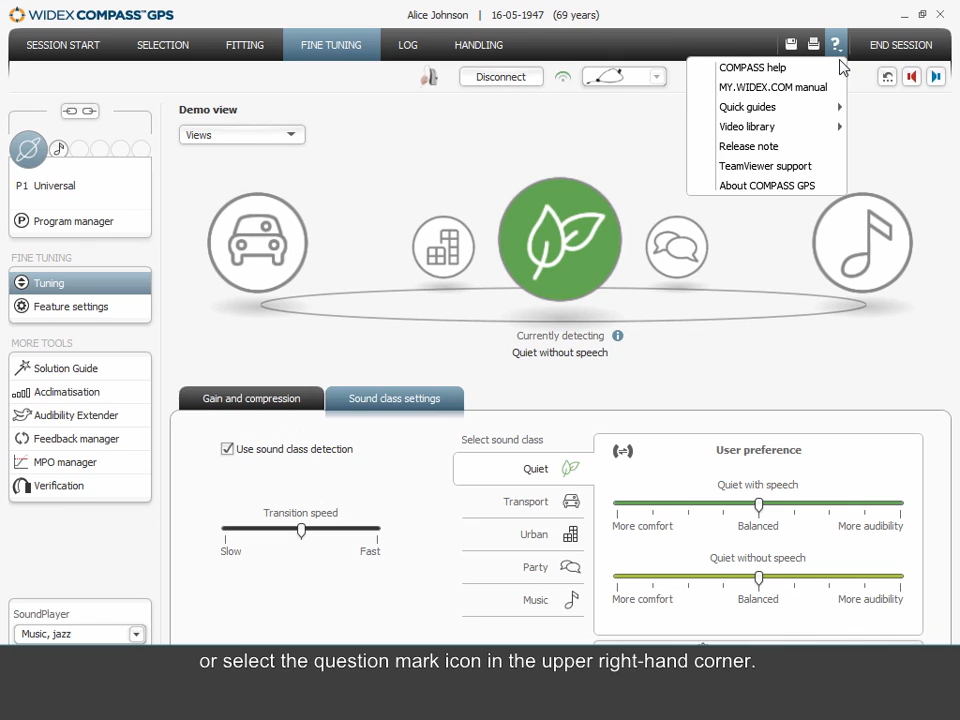 WIDEX COMPASS GPS
Alice Johnson | 16-05-1947 (69 years)
SESSION START SELECTION FITTING FINE TUNING LOG HANDLING ? END SESSION
Disconnect
COMPASS help
MY.WIDEX.COM manual
Quick guides
Video library
Release note
TeamViewer support
About COMPASS GPS
Demo view
Views
P1 Universal
P Program manager
FINE TUNING
Tuning
Feature settings
MORE TOOLS
Solution Guide
Acclimatisation
Audibility Extender
Feedback manager
MPO manager
Verification
SoundPlayer
Music, jazz
Currently detecting
Quiet without speech
Gain and compression Sound class settings
Use sound class detection
Transition speed
Slow Fast
Select sound class
Quiet
Transport
Urban
Party
Music
User preference
Quiet with speech
More comfort Balanced More audibility
Quiet without speech
More comfort Balanced More audibility
or select the question mark icon in the upper right-hand corner.